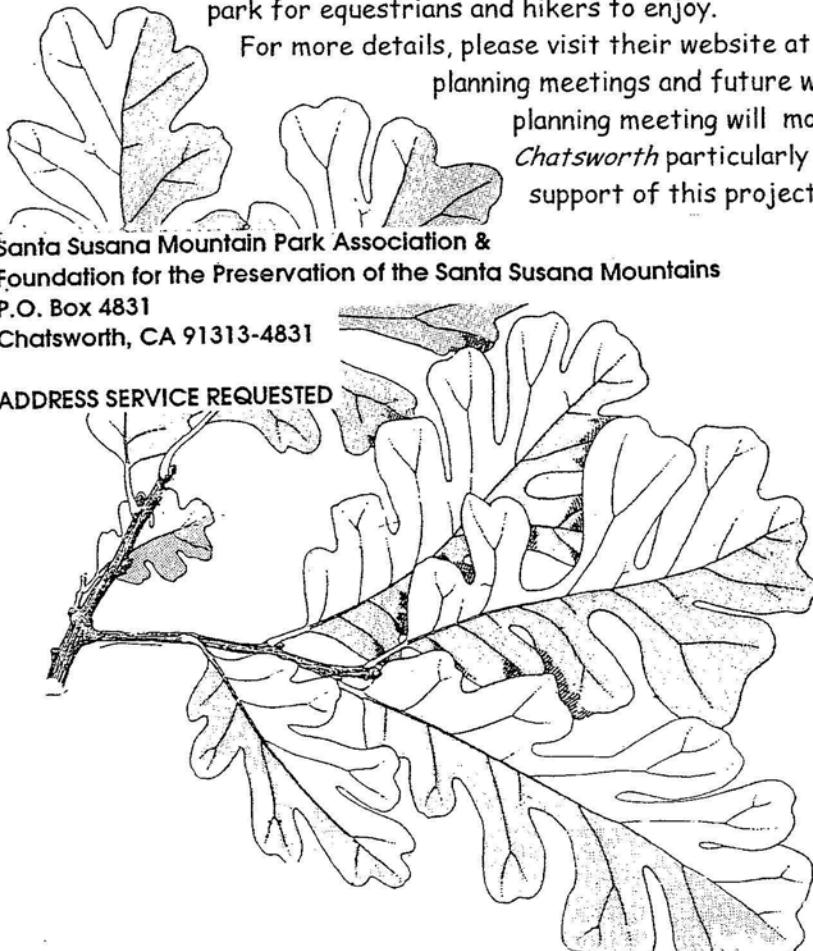 park for equestrians and hikers to enjoy.
For more details, please visit their website at
planning meetings and future
planning meeting will
Chatsworth particularly
support of this project
Santa Susana Mountain Park Association &
Foundation for the Preservation of the Santa Susana Mountains
P.O. Box 4831
Chatsworth, CA 91313-4831
ADDRESS SERVICE REQUESTED